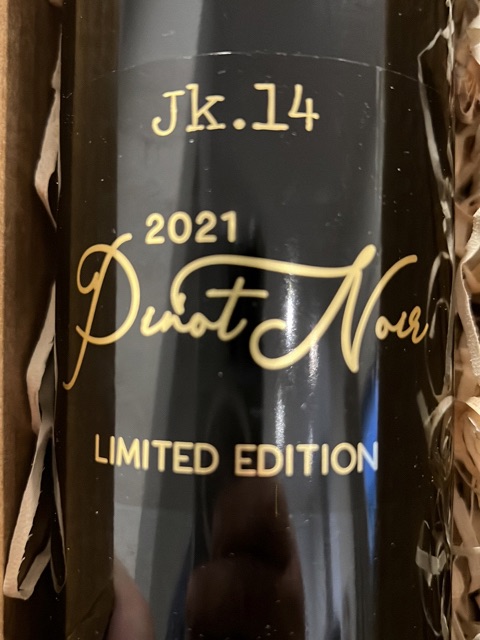 Jk.14
2021
Pinot Noir
LIMITED EDITION